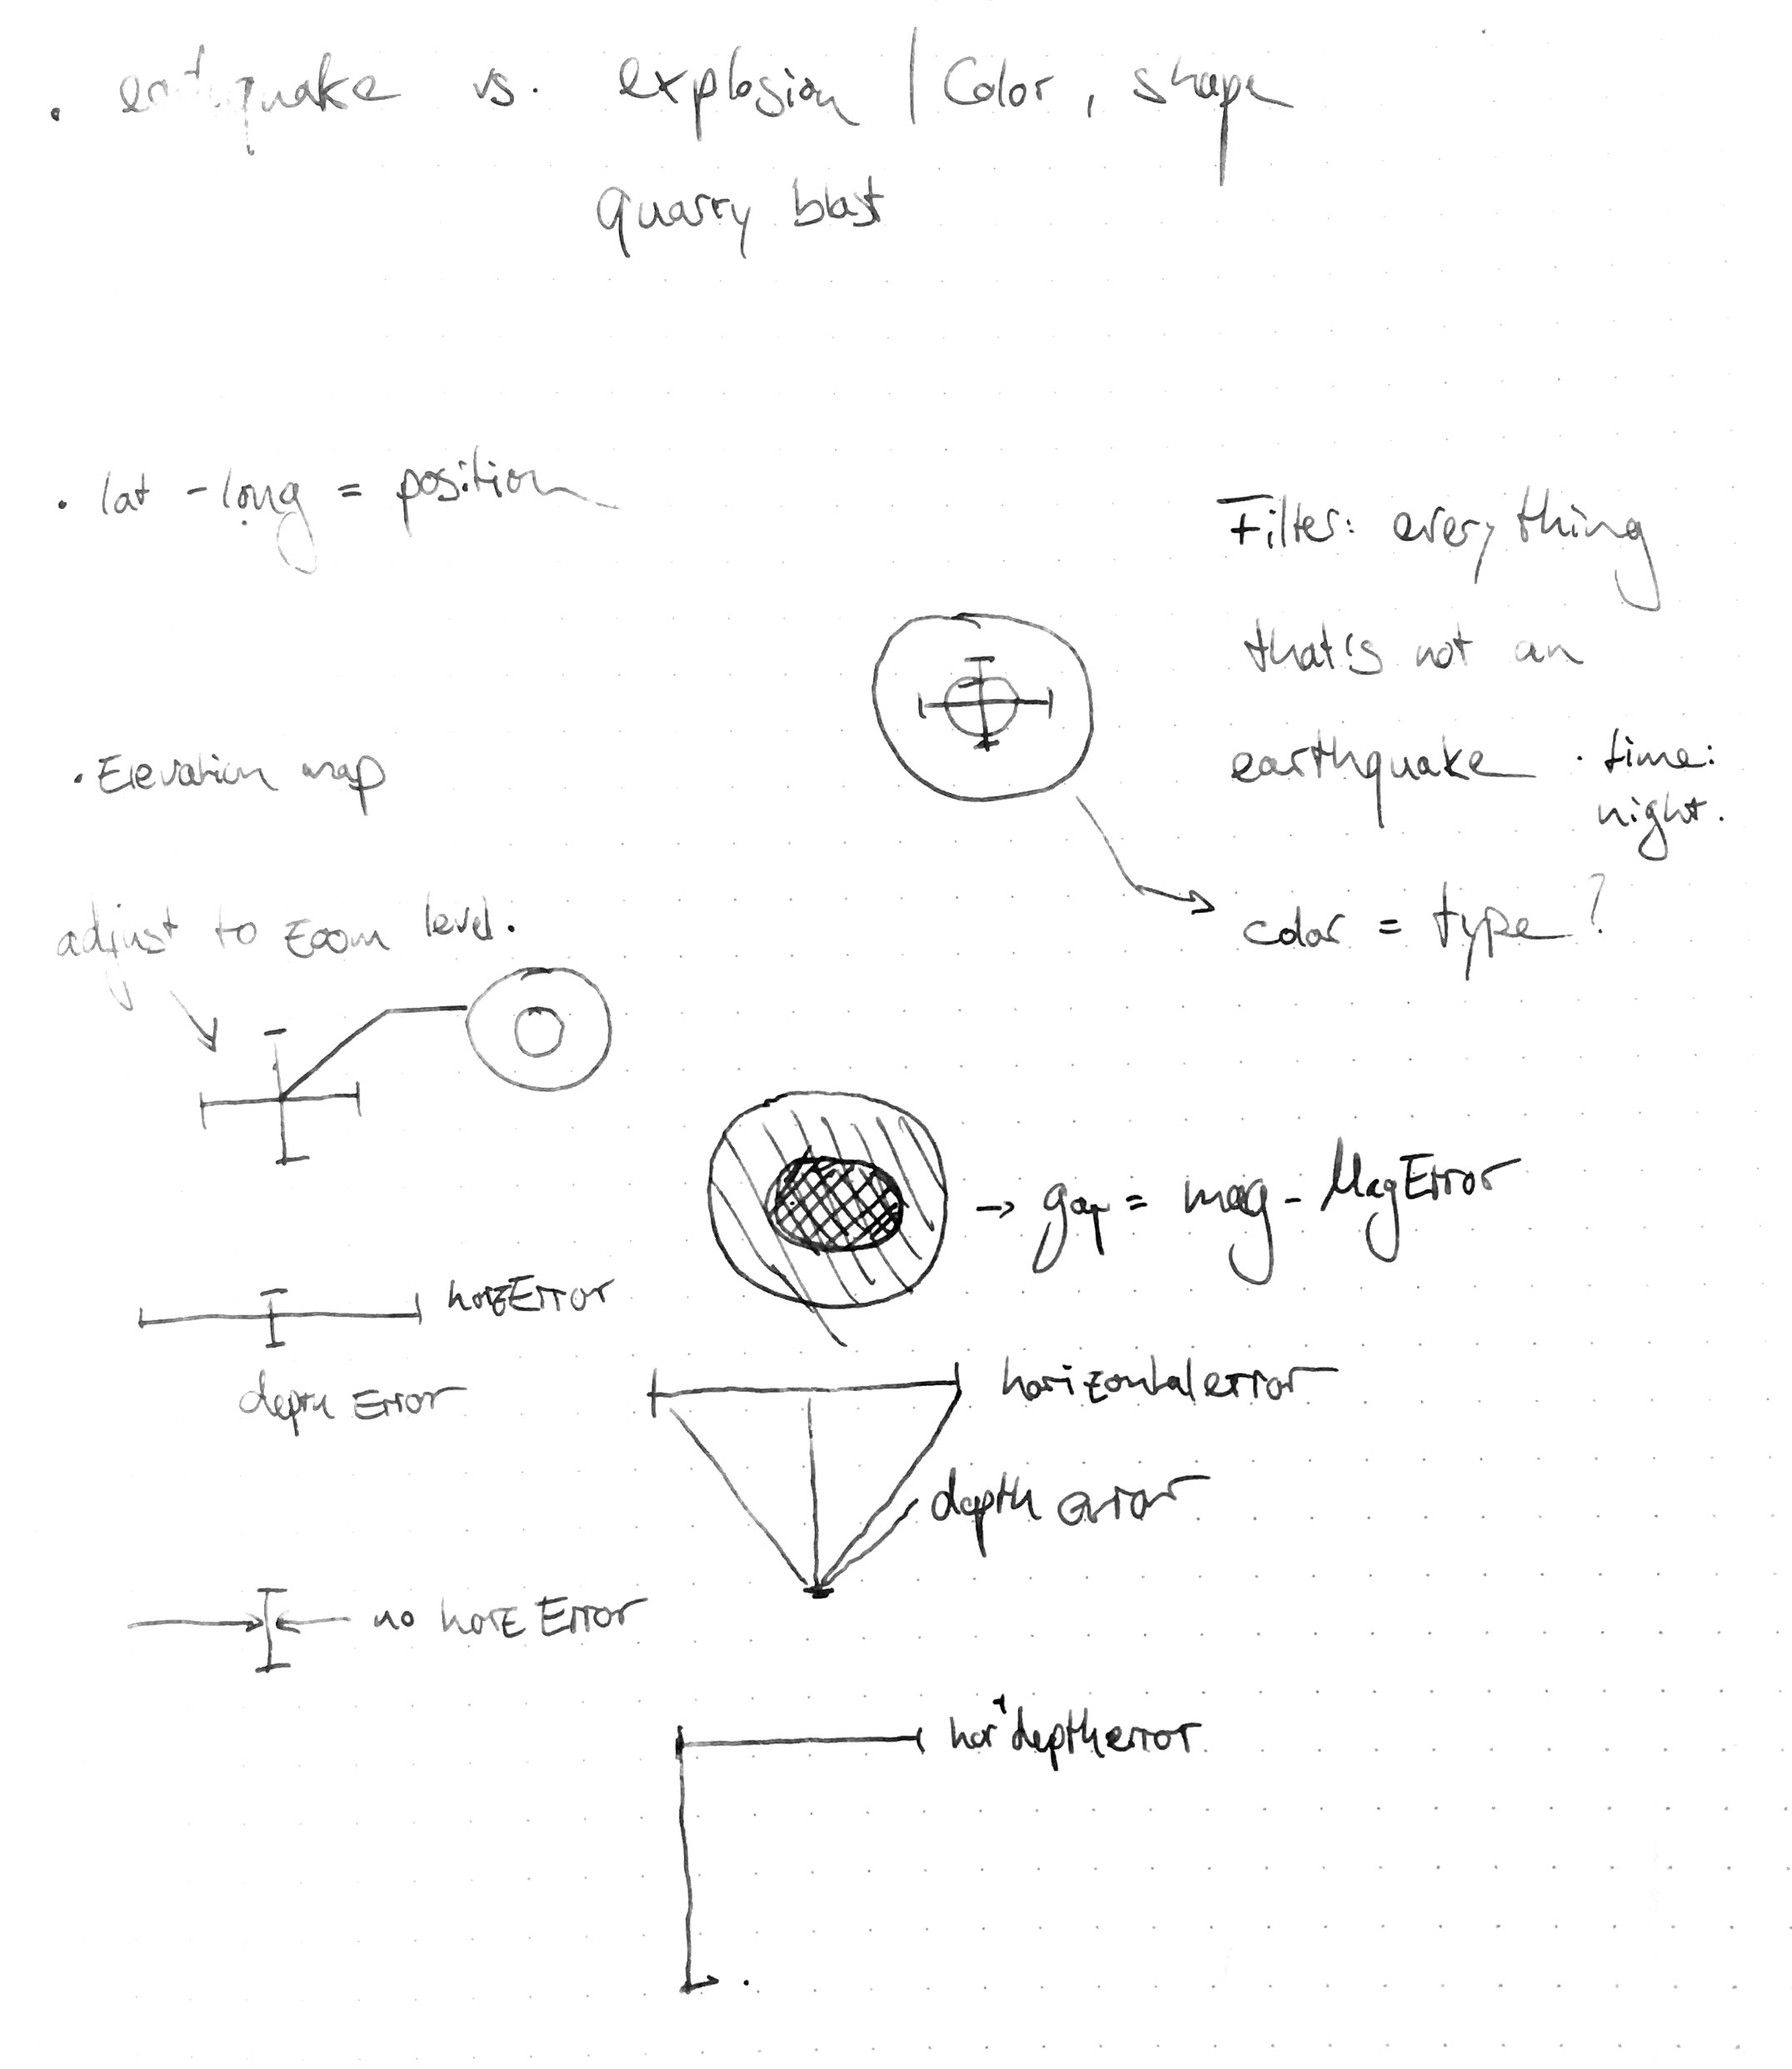 . earthquake vs. explosion | Color, shape
quarry blast
. lat - long = position
Filter: everything
that's not an
earthquake . time:
night.
. Elevation map
color = type?
adjust to zoom level.
→ gap = mag - MagError
horzError
depth Error
horizontal error
depth error
no horz Error
hor + depth error